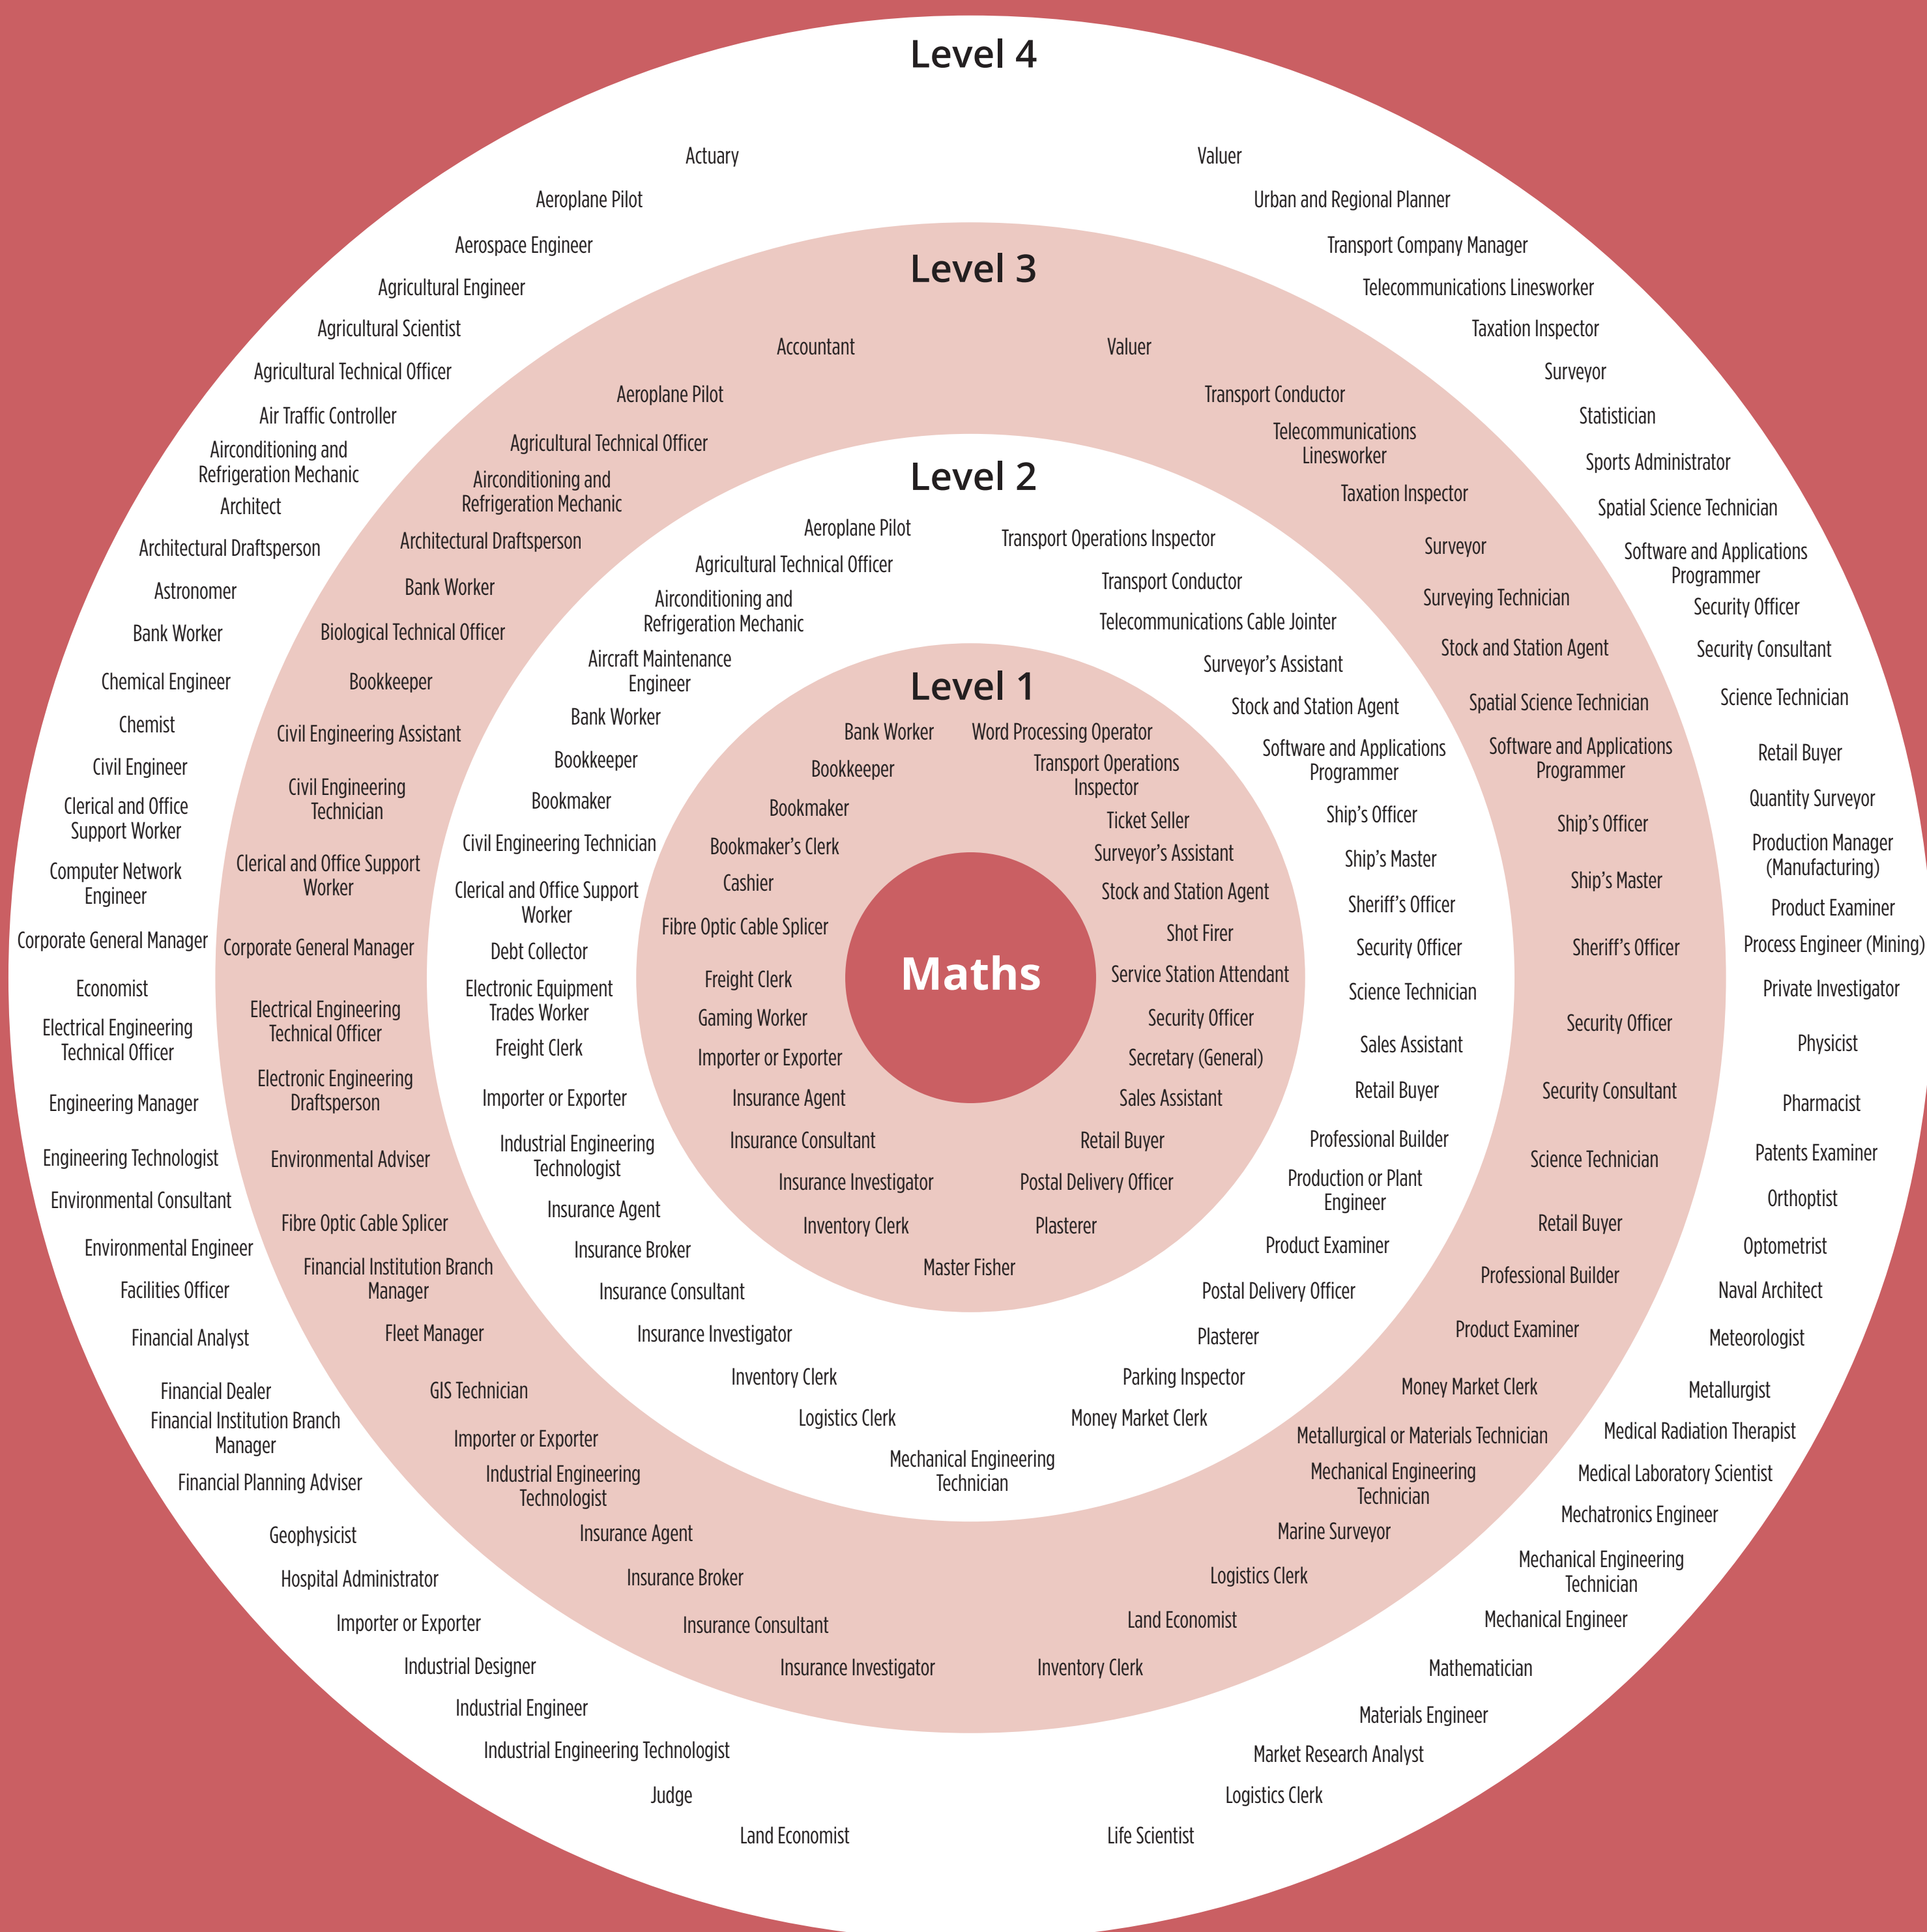 Level 4
Actuary
Aeroplane Pilot
Aerospace Engineer
Agricultural Engineer
Agricultural Scientist
Agricultural Technical Officer
Air Traffic Controller
Airconditioning and
Refrigeration Mechanic
Architect
Architectural Draftsperson
Astronomer
Bank Worker
Chemical Engineer
Chemist
Civil Engineer
Clerical and Office
Support Worker
Computer Network
Engineer
Corporate General Manager
Economist
Electrical Engineering
Technical Officer
Engineering Manager
Engineering Technologist
Environmental Consultant
Environmental Engineer
Facilities Officer
Financial Analyst
Financial Dealer
Financial Institution Branch
Manager
Financial Planning Adviser
Geophysicist
Hospital Administrator
Importer or Exporter
Industrial Designer
Industrial Engineer
Industrial Engineering Technologist
Judge
Land Economist
Valuer
Urban and Regional Planner
Transport Company Manager
Telecommunications Linesworker
Taxation Inspector
Surveyor
Statistician
Sports Administrator
Spatial Science Technician
Software and Applications
Programmer
Security Officer
Security Consultant
Science Technician
Retail Buyer
Quantity Surveyor
Production Manager
(Manufacturing)
Product Examiner
Process Engineer (Mining)
Private Investigator
Physicist
Pharmacist
Patents Examiner
Orthoptist
Optometrist
Naval Architect
Meteorologist
Metallurgist
Medical Radiation Therapist
Medical Laboratory Scientist
Mechatronics Engineer
Mechanical Engineering
Technician
Mechanical Engineer
Mathematician
Materials Engineer
Market Research Analyst
Logistics Clerk
Life Scientist
Level 3
Accountant
Aeroplane Pilot
Agricultural Technical Officer
Airconditioning and
Refrigeration Mechanic
Architectural Draftsperson
Bank Worker
Biological Technical Officer
Bookkeeper
Civil Engineering Assistant
Civil Engineering
Technician
Clerical and Office Support
Worker
Corporate General Manager
Electrical Engineering
Technical Officer
Electronic Engineering
Draftsperson
Environmental Adviser
Fibre Optic Cable Splicer
Financial Institution Branch
Manager
Fleet Manager
GIS Technician
Importer or Exporter
Industrial Engineering
Technologist
Insurance Agent
Insurance Broker
Insurance Consultant
Insurance Investigator
Valuer
Transport Conductor
Telecommunications
Linesworker
Taxation Inspector
Surveyor
Surveying Technician
Stock and Station Agent
Spatial Science Technician
Software and Applications
Programmer
Ship's Officer
Ship's Master
Sheriff's Officer
Security Officer
Security Consultant
Science Technician
Retail Buyer
Professional Builder
Product Examiner
Money Market Clerk
Metallurgical or Materials Technician
Mechanical Engineering
Technician
Marine Surveyor
Logistics Clerk
Land Economist
Inventory Clerk
Level 2
Aeroplane Pilot
Agricultural Technical Officer
Airconditioning and
Refrigeration Mechanic
Aircraft Maintenance
Engineer
Bank Worker
Bookkeeper
Bookmaker
Civil Engineering Technician
Clerical and Office Support
Worker
Debt Collector
Electronic Equipment
Trades Worker
Freight Clerk
Importer or Exporter
Industrial Engineering
Technologist
Insurance Agent
Insurance Broker
Insurance Consultant
Insurance Investigator
Inventory Clerk
Logistics Clerk
Mechanical Engineering
Technician
Transport Operations Inspector
Transport Conductor
Telecommunications Cable Jointer
Surveyor's Assistant
Stock and Station Agent
Software and Applications
Programmer
Ship's Officer
Ship's Master
Sheriff's Officer
Security Officer
Science Technician
Sales Assistant
Retail Buyer
Professional Builder
Production or Plant
Engineer
Product Examiner
Postal Delivery Officer
Plasterer
Parking Inspector
Money Market Clerk
Level 1
Bank Worker
Bookkeeper
Bookmaker
Bookmaker's Clerk
Cashier
Fibre Optic Cable Splicer
Freight Clerk
Gaming Worker
Importer or Exporter
Insurance Agent
Insurance Consultant
Insurance Investigator
Inventory Clerk
Master Fisher
Word Processing Operator
Transport Operations
Inspector
Ticket Seller
Surveyor's Assistant
Stock and Station Agent
Shot Firer
Service Station Attendant
Security Officer
Secretary (General)
Sales Assistant
Retail Buyer
Postal Delivery Officer
Plasterer
Maths